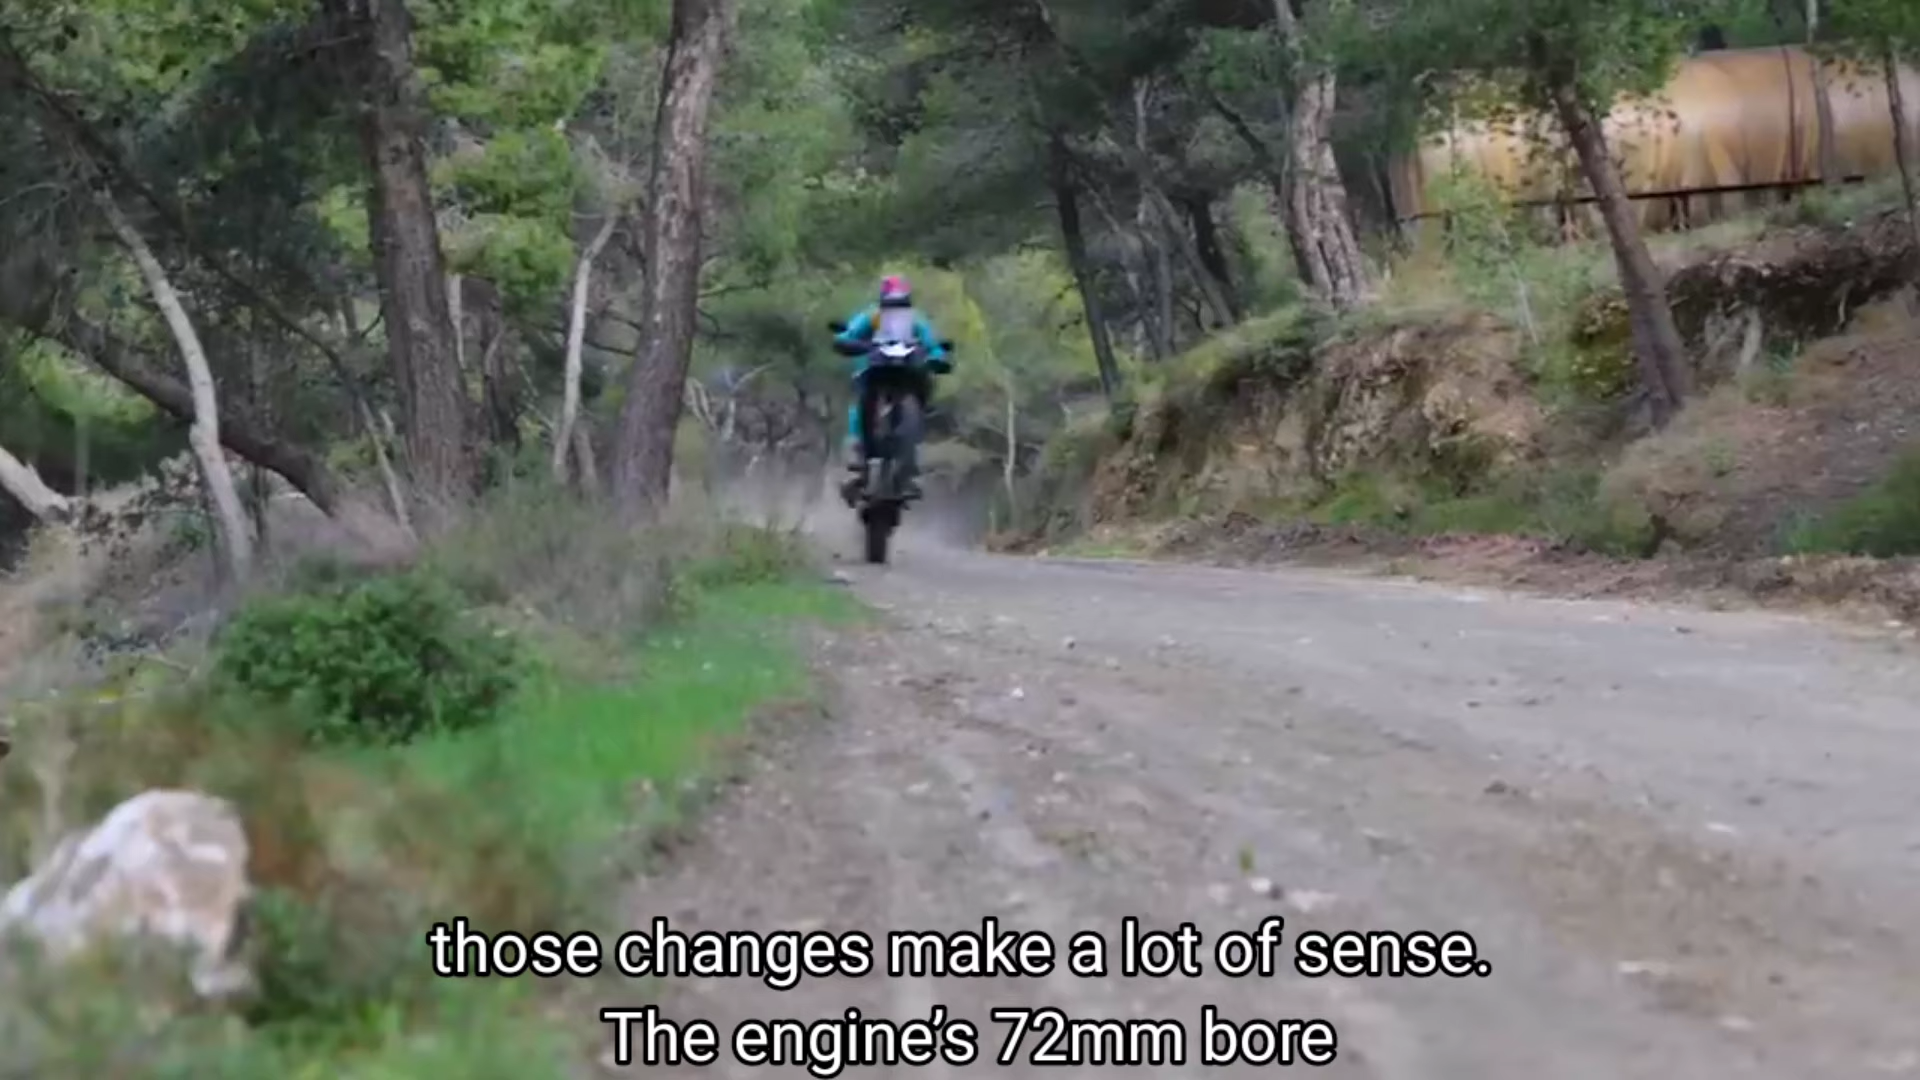 those changes make a lot of sense.
The engine’s 72mm bore